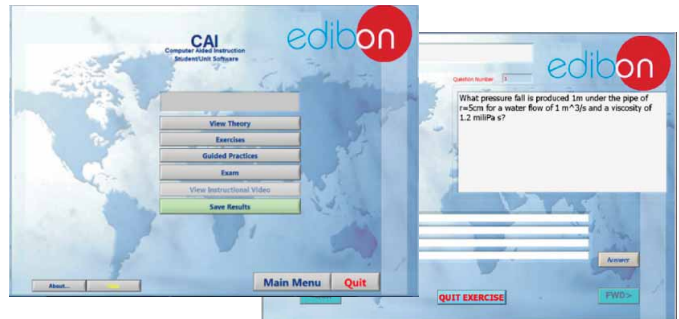 CAI
Computer Aided Instruction
Student/Unit Software
edibon
View Theory
Exercises
Guided Practices
Exam
View Instructional Video
Save Results
About...
Main Menu
Quit
edibon
Question Number
What pressure fall is produced 1m under the pipe of
r=5cm for a water flow of 1 m^3/s and a viscosity of
1.2 miliPa s?
Answer
QUIT EXERCISE
FWD>